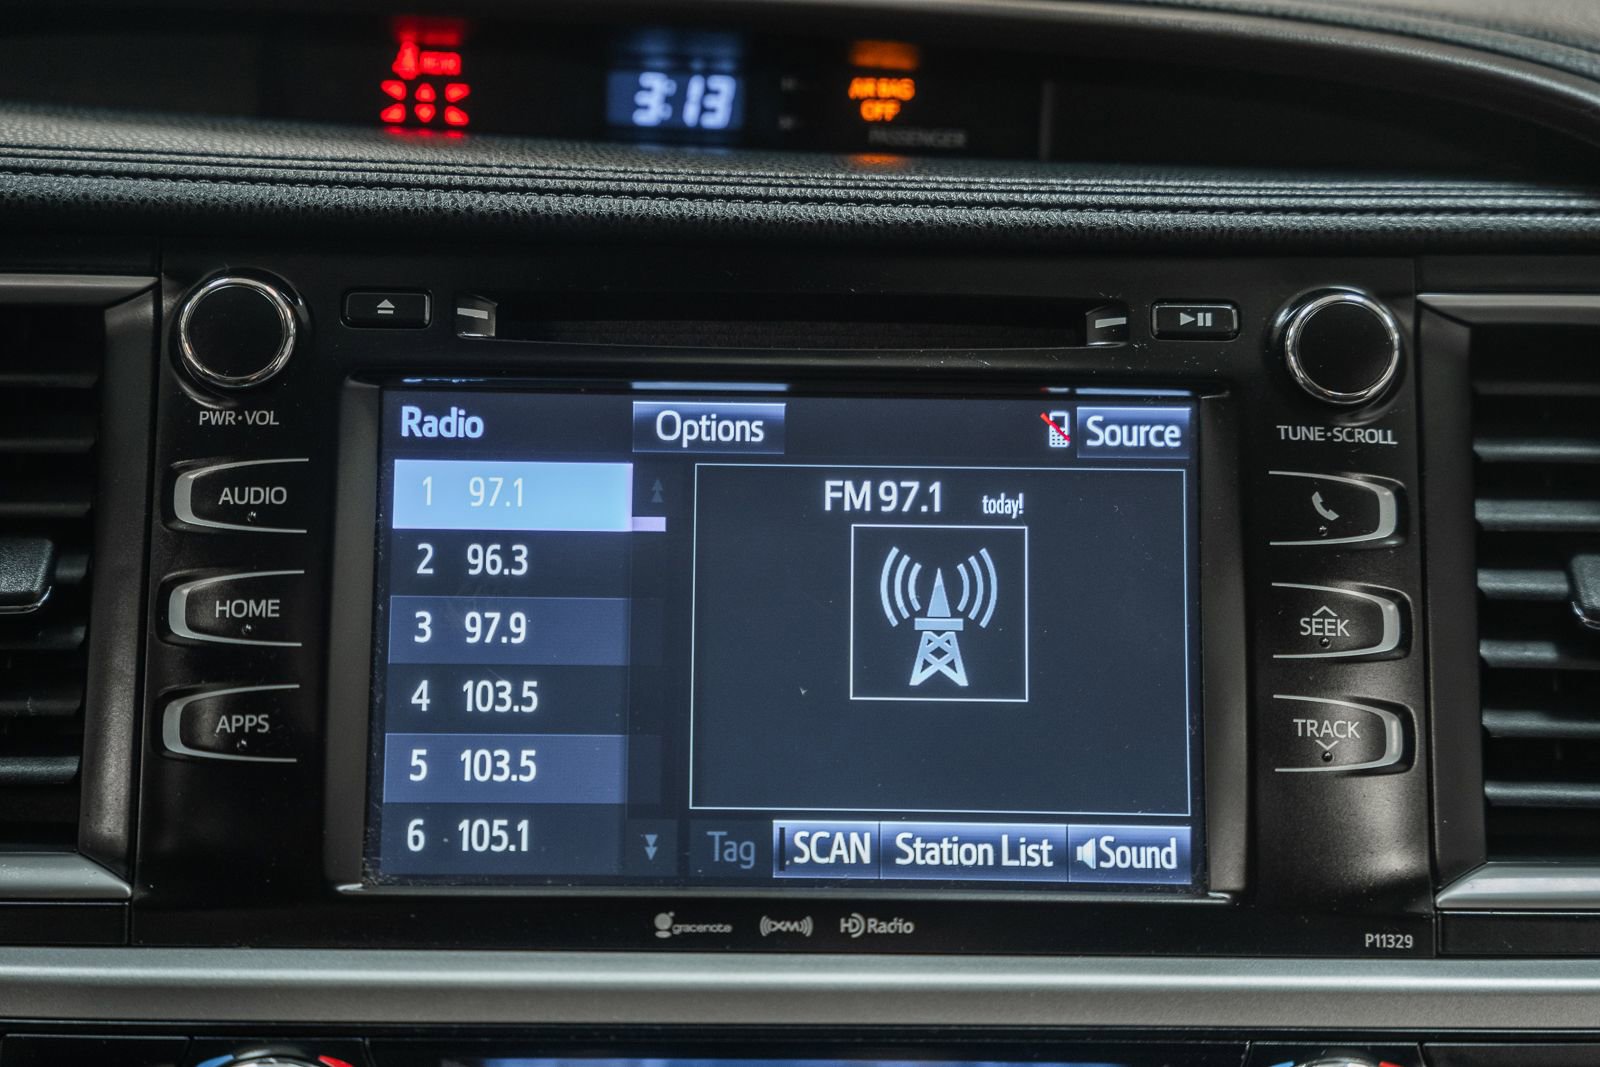 3:13
AIR BAG
OFF
PASSENGER
PWR•VOL
AUDIO
HOME
APPS
Radio
Options
Source
1 97.1
2 96.3
3 97.9
4 103.5
5 103.5
6 105.1
FM 97.1 today!
Tag
SCAN
Station List
Sound
TUNE•SCROLL
SEEK
TRACK
gracenote
((XM))
HD Radio
P11329